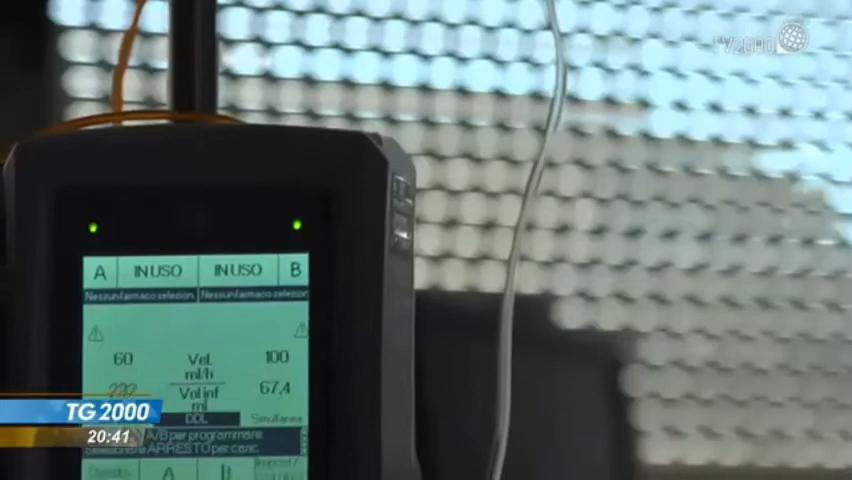 TV2000
A IN USO IN USO B
Nessun farmaco selezion. Nessun farmaco selezion.
60 Vel. 100
ml/h
Vol inf 67,4
ml
DDL Simultanea
A/B per programmare.
ARRESTO per canc.
A B
TG 2000
20:41